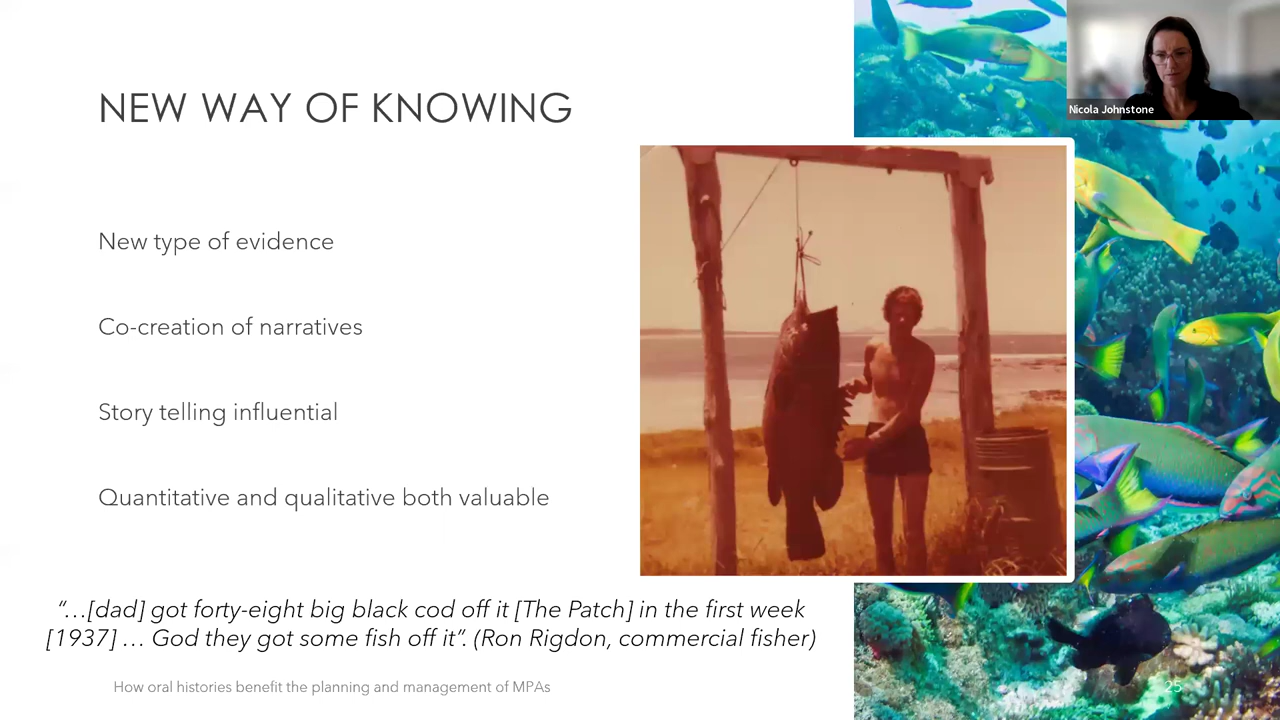 NEW WAY OF KNOWING
Nicola Johnstone
New type of evidence
Co-creation of narratives
Story telling influential
Quantitative and qualitative both valuable
“…[dad] got forty-eight big black cod off it [The Patch] in the first week
[1937] … God they got some fish off it”. (Ron Rigdon, commercial fisher)
How oral histories benefit the planning and management of MPAs
25